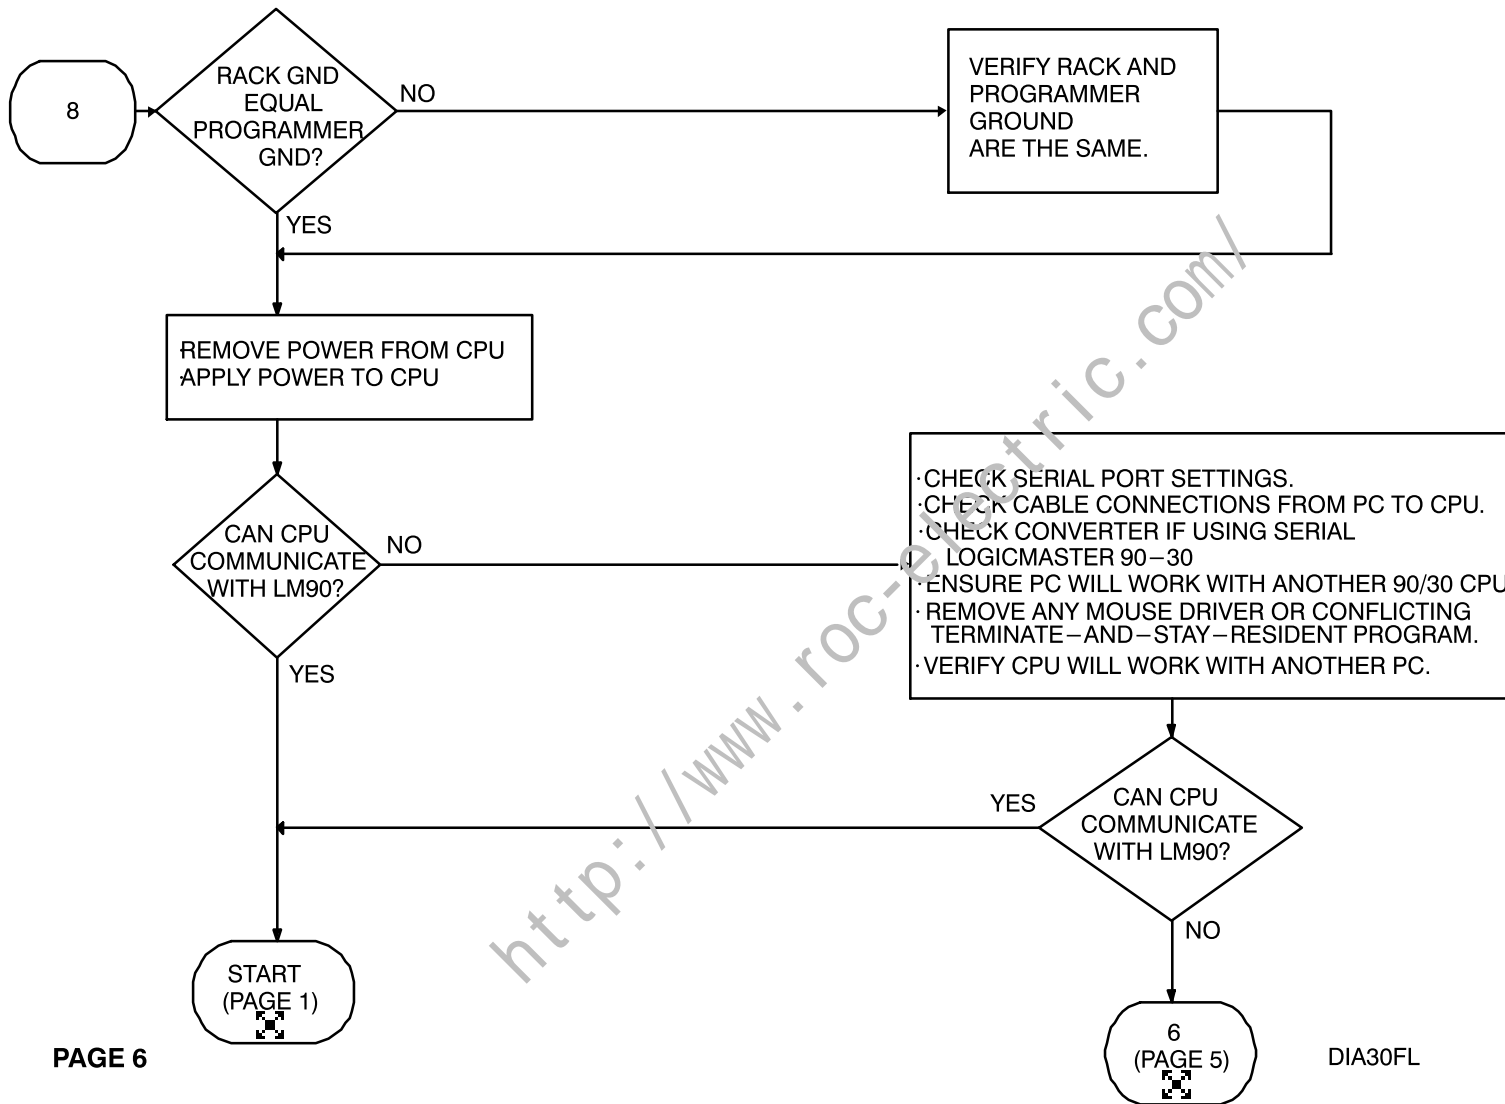 8
RACK GND
EQUAL
PROGRAMMER
GND?
NO
YES
VERIFY RACK AND
PROGRAMMER
GROUND
ARE THE SAME.
·REMOVE POWER FROM CPU
·APPLY POWER TO CPU
CAN CPU
COMMUNICATE
WITH LM90?
NO
YES
·CHECK SERIAL PORT SETTINGS.
·CHECK CABLE CONNECTIONS FROM PC TO CPU.
·CHECK CONVERTER IF USING SERIAL
LOGICMASTER 90–30
·ENSURE PC WILL WORK WITH ANOTHER 90/30 CPU
·REMOVE ANY MOUSE DRIVER OR CONFLICTING
TERMINATE–AND–STAY–RESIDENT PROGRAM.
·VERIFY CPU WILL WORK WITH ANOTHER PC.
YES
CAN CPU
COMMUNICATE
WITH LM90?
NO
START
(PAGE 1)
6
(PAGE 5)
PAGE 6
DIA30FL
http://www.roc-electric.com/